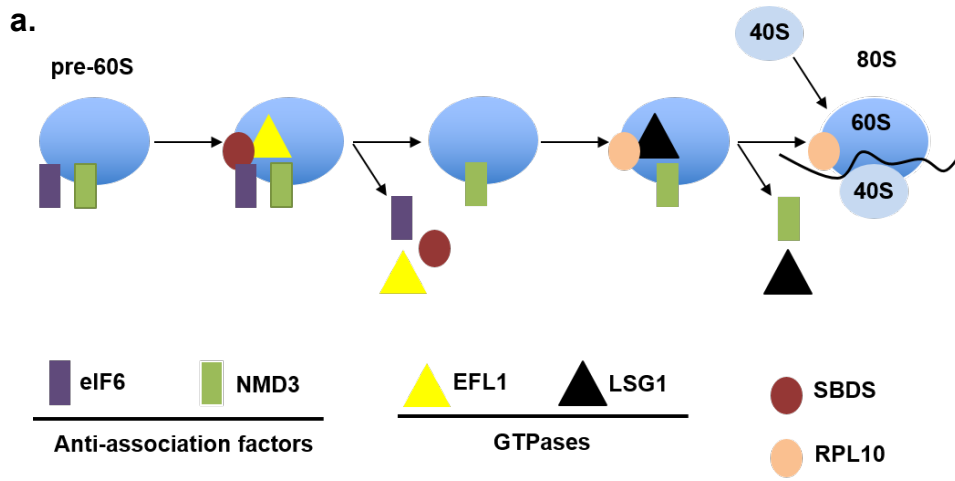 a.
pre-60S
40S
80S
60S
40S
eIF6
NMD3
EFL1
LSG1
SBDS
Anti-association factors
GTPases
RPL10